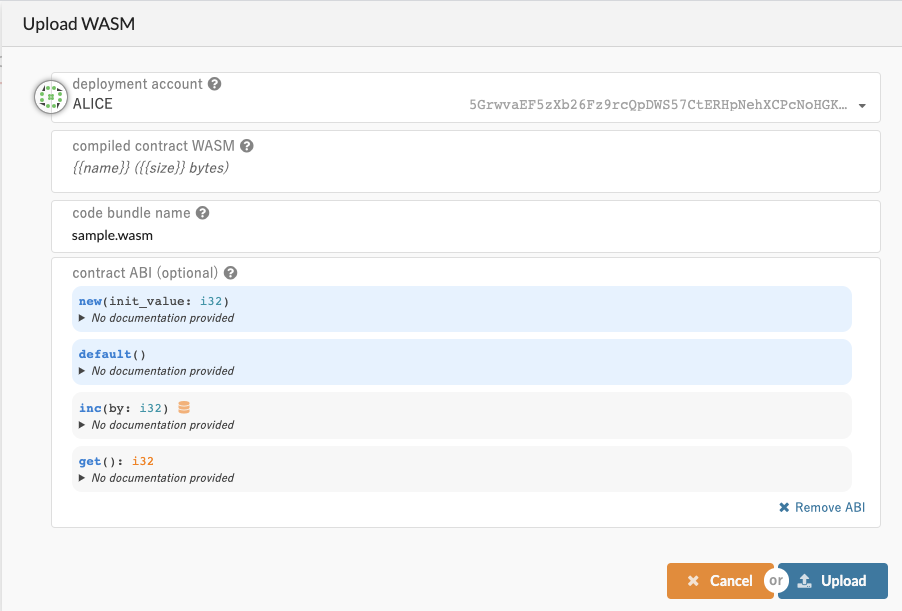 Upload WASM
deployment account
ALICE
5GrwvaEF5zXb26Fz9rcQpDWS57CtERHpNehXCPcNoHGK…
compiled contract WASM
{{name}} ({{size}} bytes)
code bundle name
sample.wasm
contract ABI (optional)
new(init_value: i32)
No documentation provided
default()
No documentation provided
inc(by: i32)
No documentation provided
get(): i32
No documentation provided
Remove ABI
Cancel or Upload